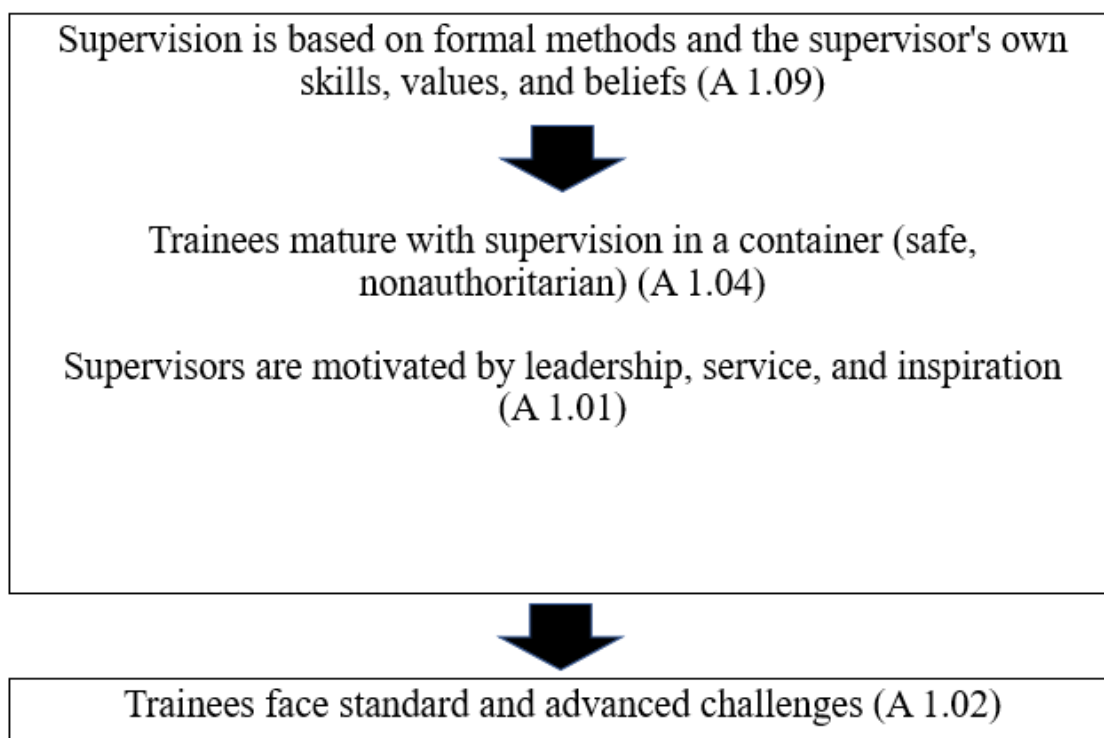 Supervision is based on formal methods and the supervisor's own
skills, values, and beliefs (A 1.09)
Trainees mature with supervision in a container (safe,
nonauthoritarian) (A 1.04)
Supervisors are motivated by leadership, service, and inspiration
(A 1.01)
Trainees face standard and advanced challenges (A 1.02)